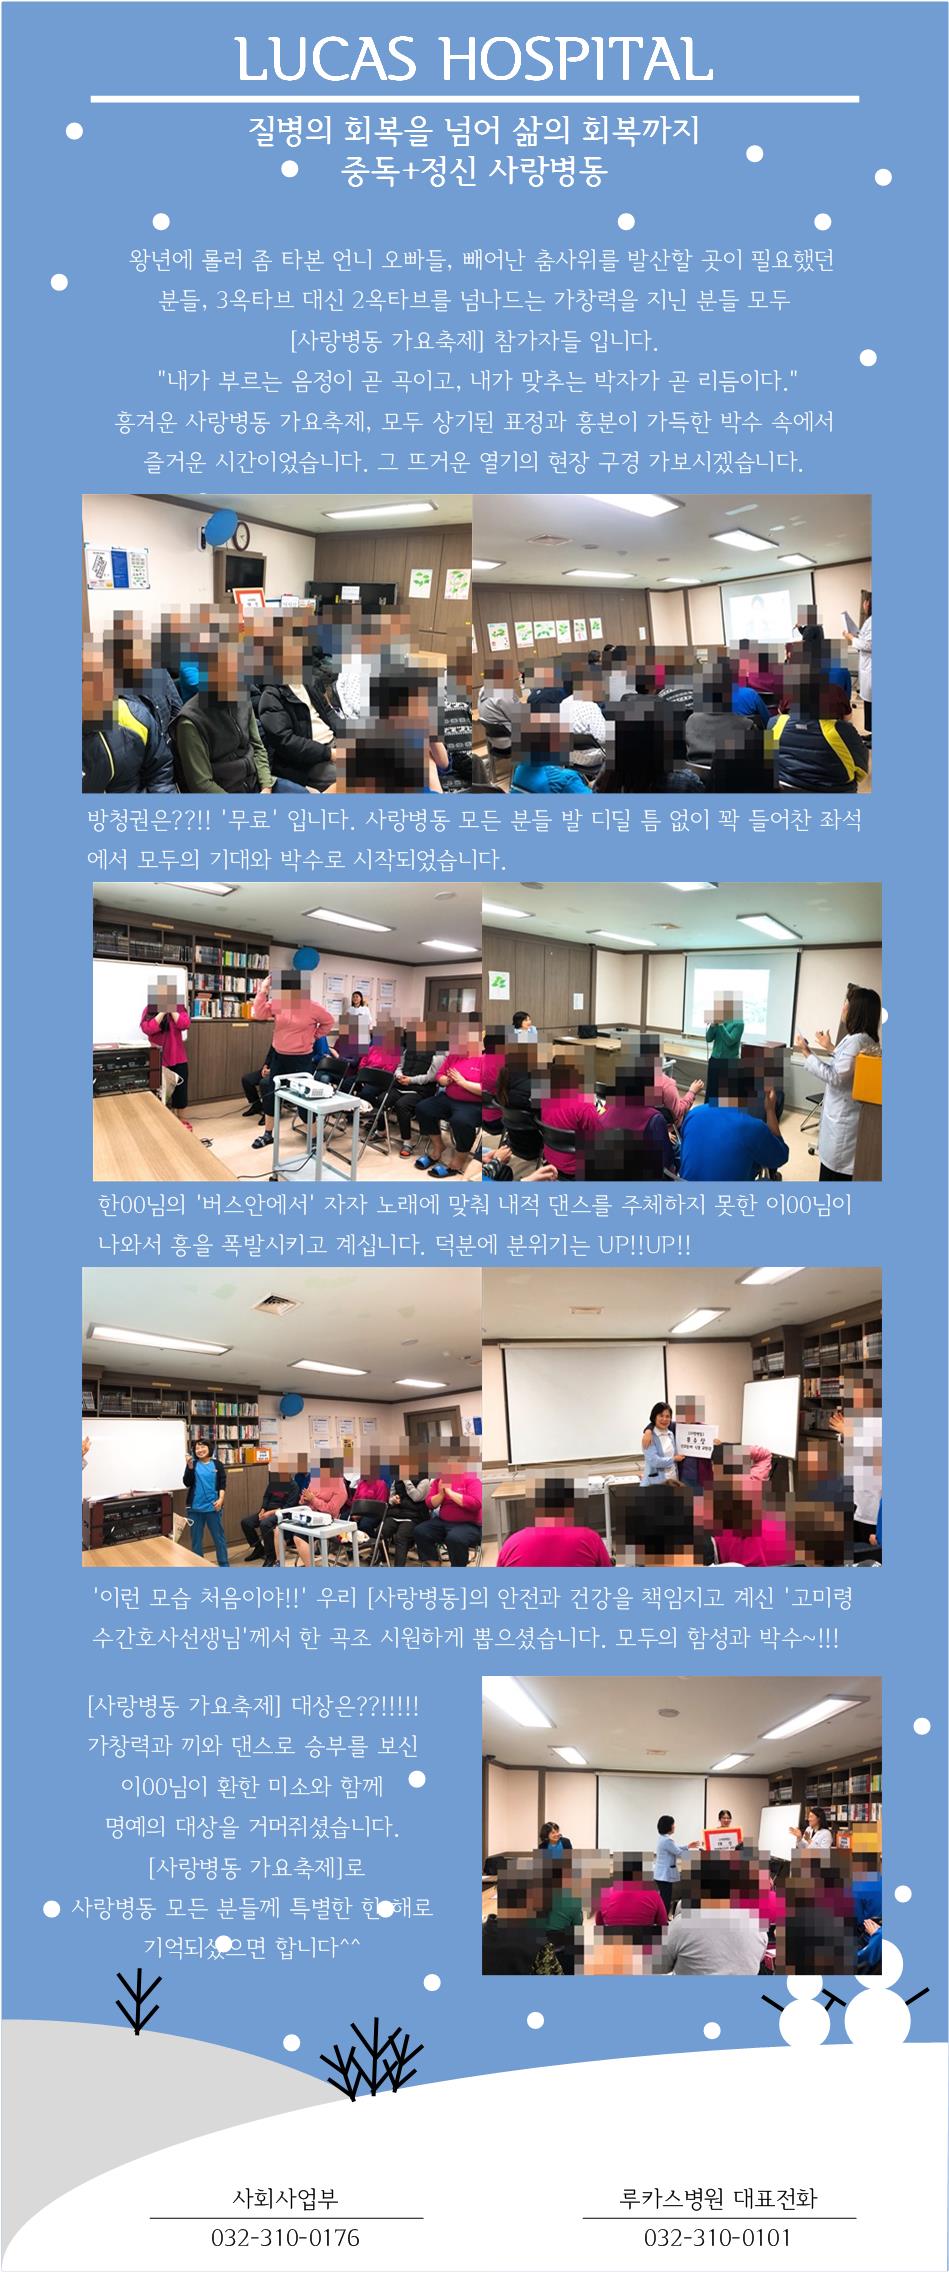 LUCAS HOSPITAL
질병의 회복을 넘어 삶의 회복까지
중독+정신 사랑병동
왕년에 롤러 좀 타본 언니 오빠들, 빼어난 춤사위를 발산할 곳이 필요했던
분들, 3옥타브 대신 2옥타브를 넘나드는 가창력을 지닌 분들 모두
[사랑병동 가요축제] 참가자들 입니다.
"내가 부르는 음정이 곧 곡이고, 내가 맞추는 박자가 곧 리듬이다."
흥겨운 사랑병동 가요축제, 모두 상기된 표정과 흥분이 가득한 박수 속에서
즐거운 시간이었습니다. 그 뜨거운 열기의 현장 구경 가보시겠습니다.
방청권은??!! '무료' 입니다. 사랑병동 모든 분들 발 디딜 틈 없이 꽉 들어찬 좌석
에서 모두의 기대와 박수로 시작되었습니다.
한00님의 '버스안에서' 자자 노래에 맞춰 내적 댄스를 주체하지 못한 이00님이
나와서 흥을 폭발시키고 계십니다. 덕분에 분위기는 UP!!UP!!
'이런 모습 처음이야!!' 우리 [사랑병동]의 안전과 건강을 책임지고 계신 '고미령
수간호사선생님'께서 한 곡조 시원하게 뽑으셨습니다. 모두의 함성과 박수~!!!
[사랑병동 가요축제] 대상은??!!!!!
가창력과 끼와 댄스로 승부를 보신
이00님이 환한 미소와 함께
명예의 대상을 거머쥐셨습니다.
[사랑병동 가요축제]로
사랑병동 모든 분들께 특별한 한 해로
기억되셨으면 합니다^^
사회사업부
032-310-0176
루카스병원 대표전화
032-310-0101